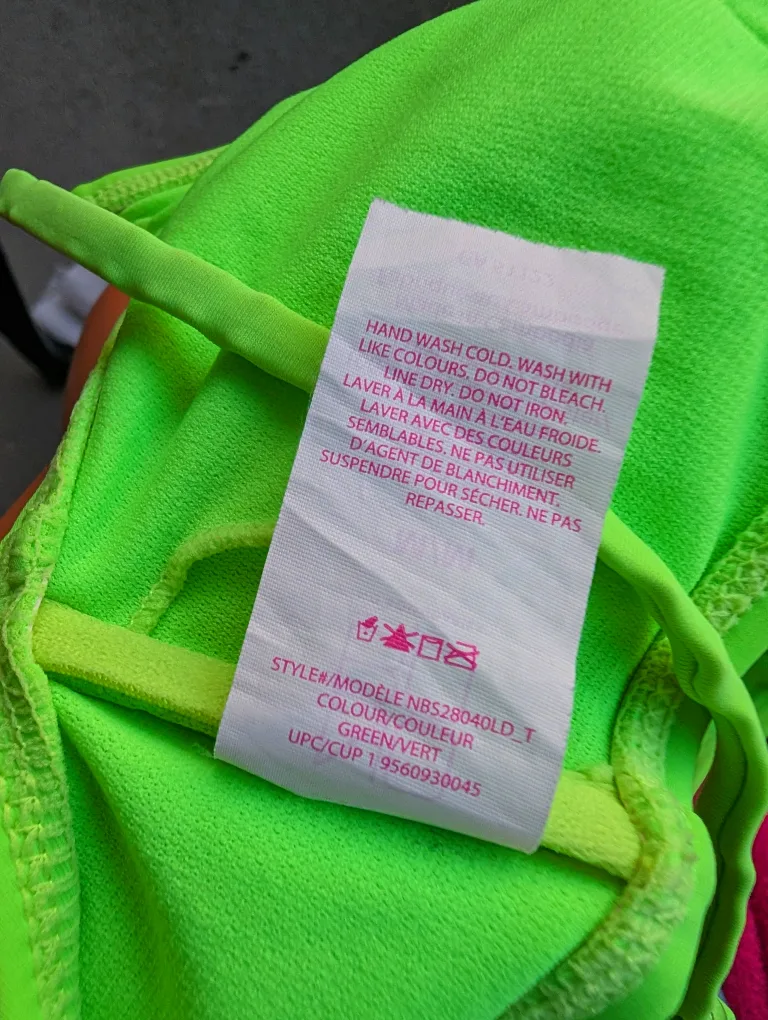 HAND WASH COLD. WASH WITH
LIKE COLOURS. DO NOT BLEACH.
LINE DRY. DO NOT IRON.
LAVER À LA MAIN À L'EAU FROIDE.
LAVER AVEC DES COULEURS
SEMBLABLES. NE PAS UTILISER
D'AGENT DE BLANCHIMENT.
SUSPENDRE POUR SÉCHER. NE PAS
REPASSER.
STYLE#/MODÈLE NBS28040LD_T
COLOUR/COULEUR
GREEN/VERT
UPC/CUP 1 9560930045